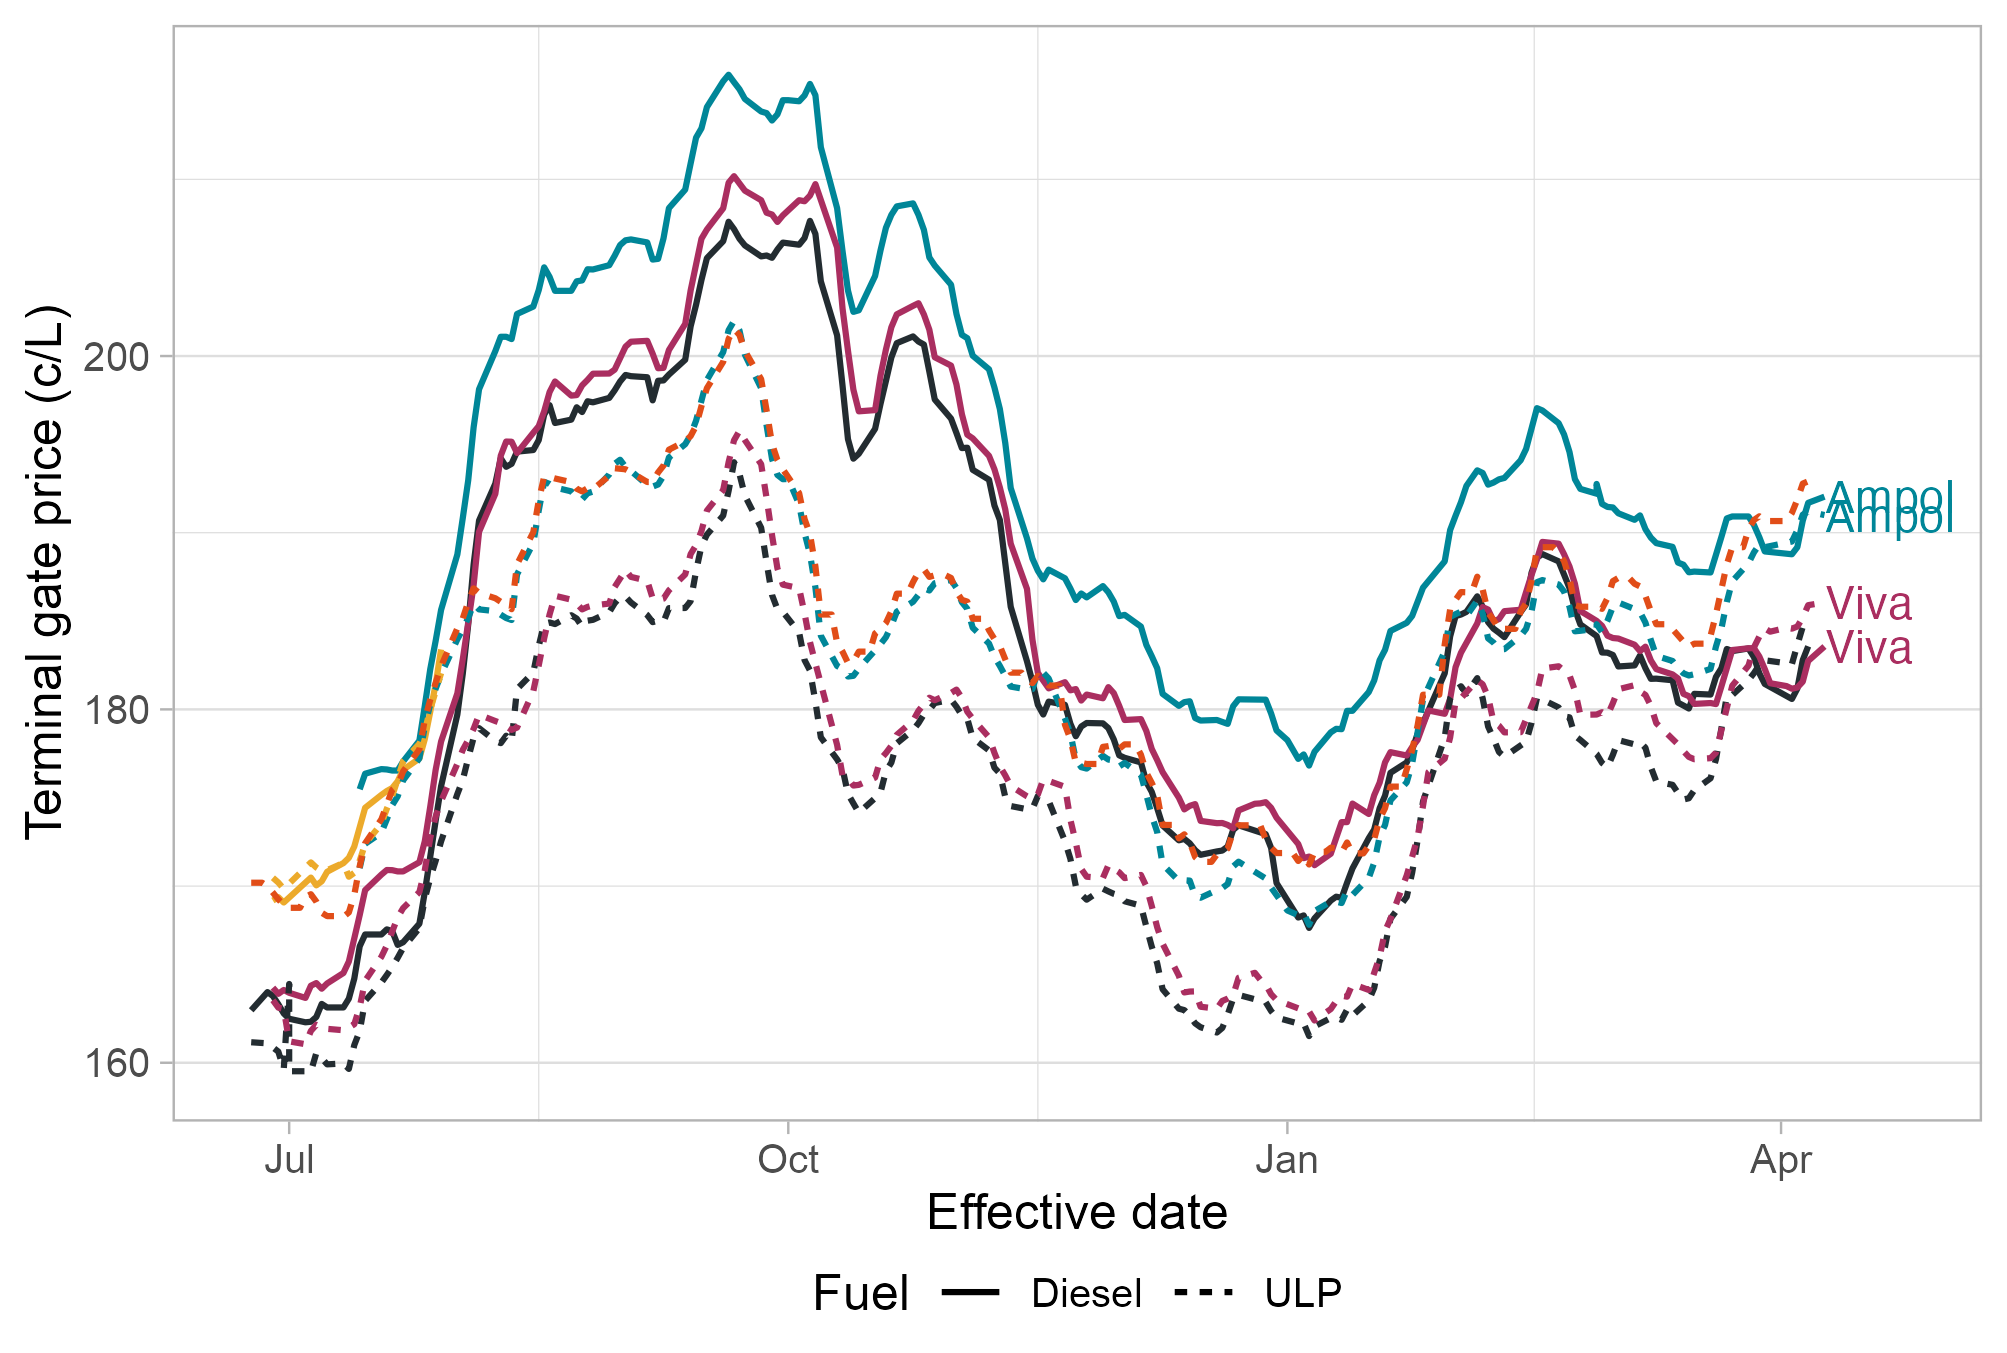 Terminal gate price (c/L)
200
180
160
Ampol
Ampol
Viva
Viva
Jul
Oct
Jan
Apr
Effective date
Fuel
Diesel
ULP